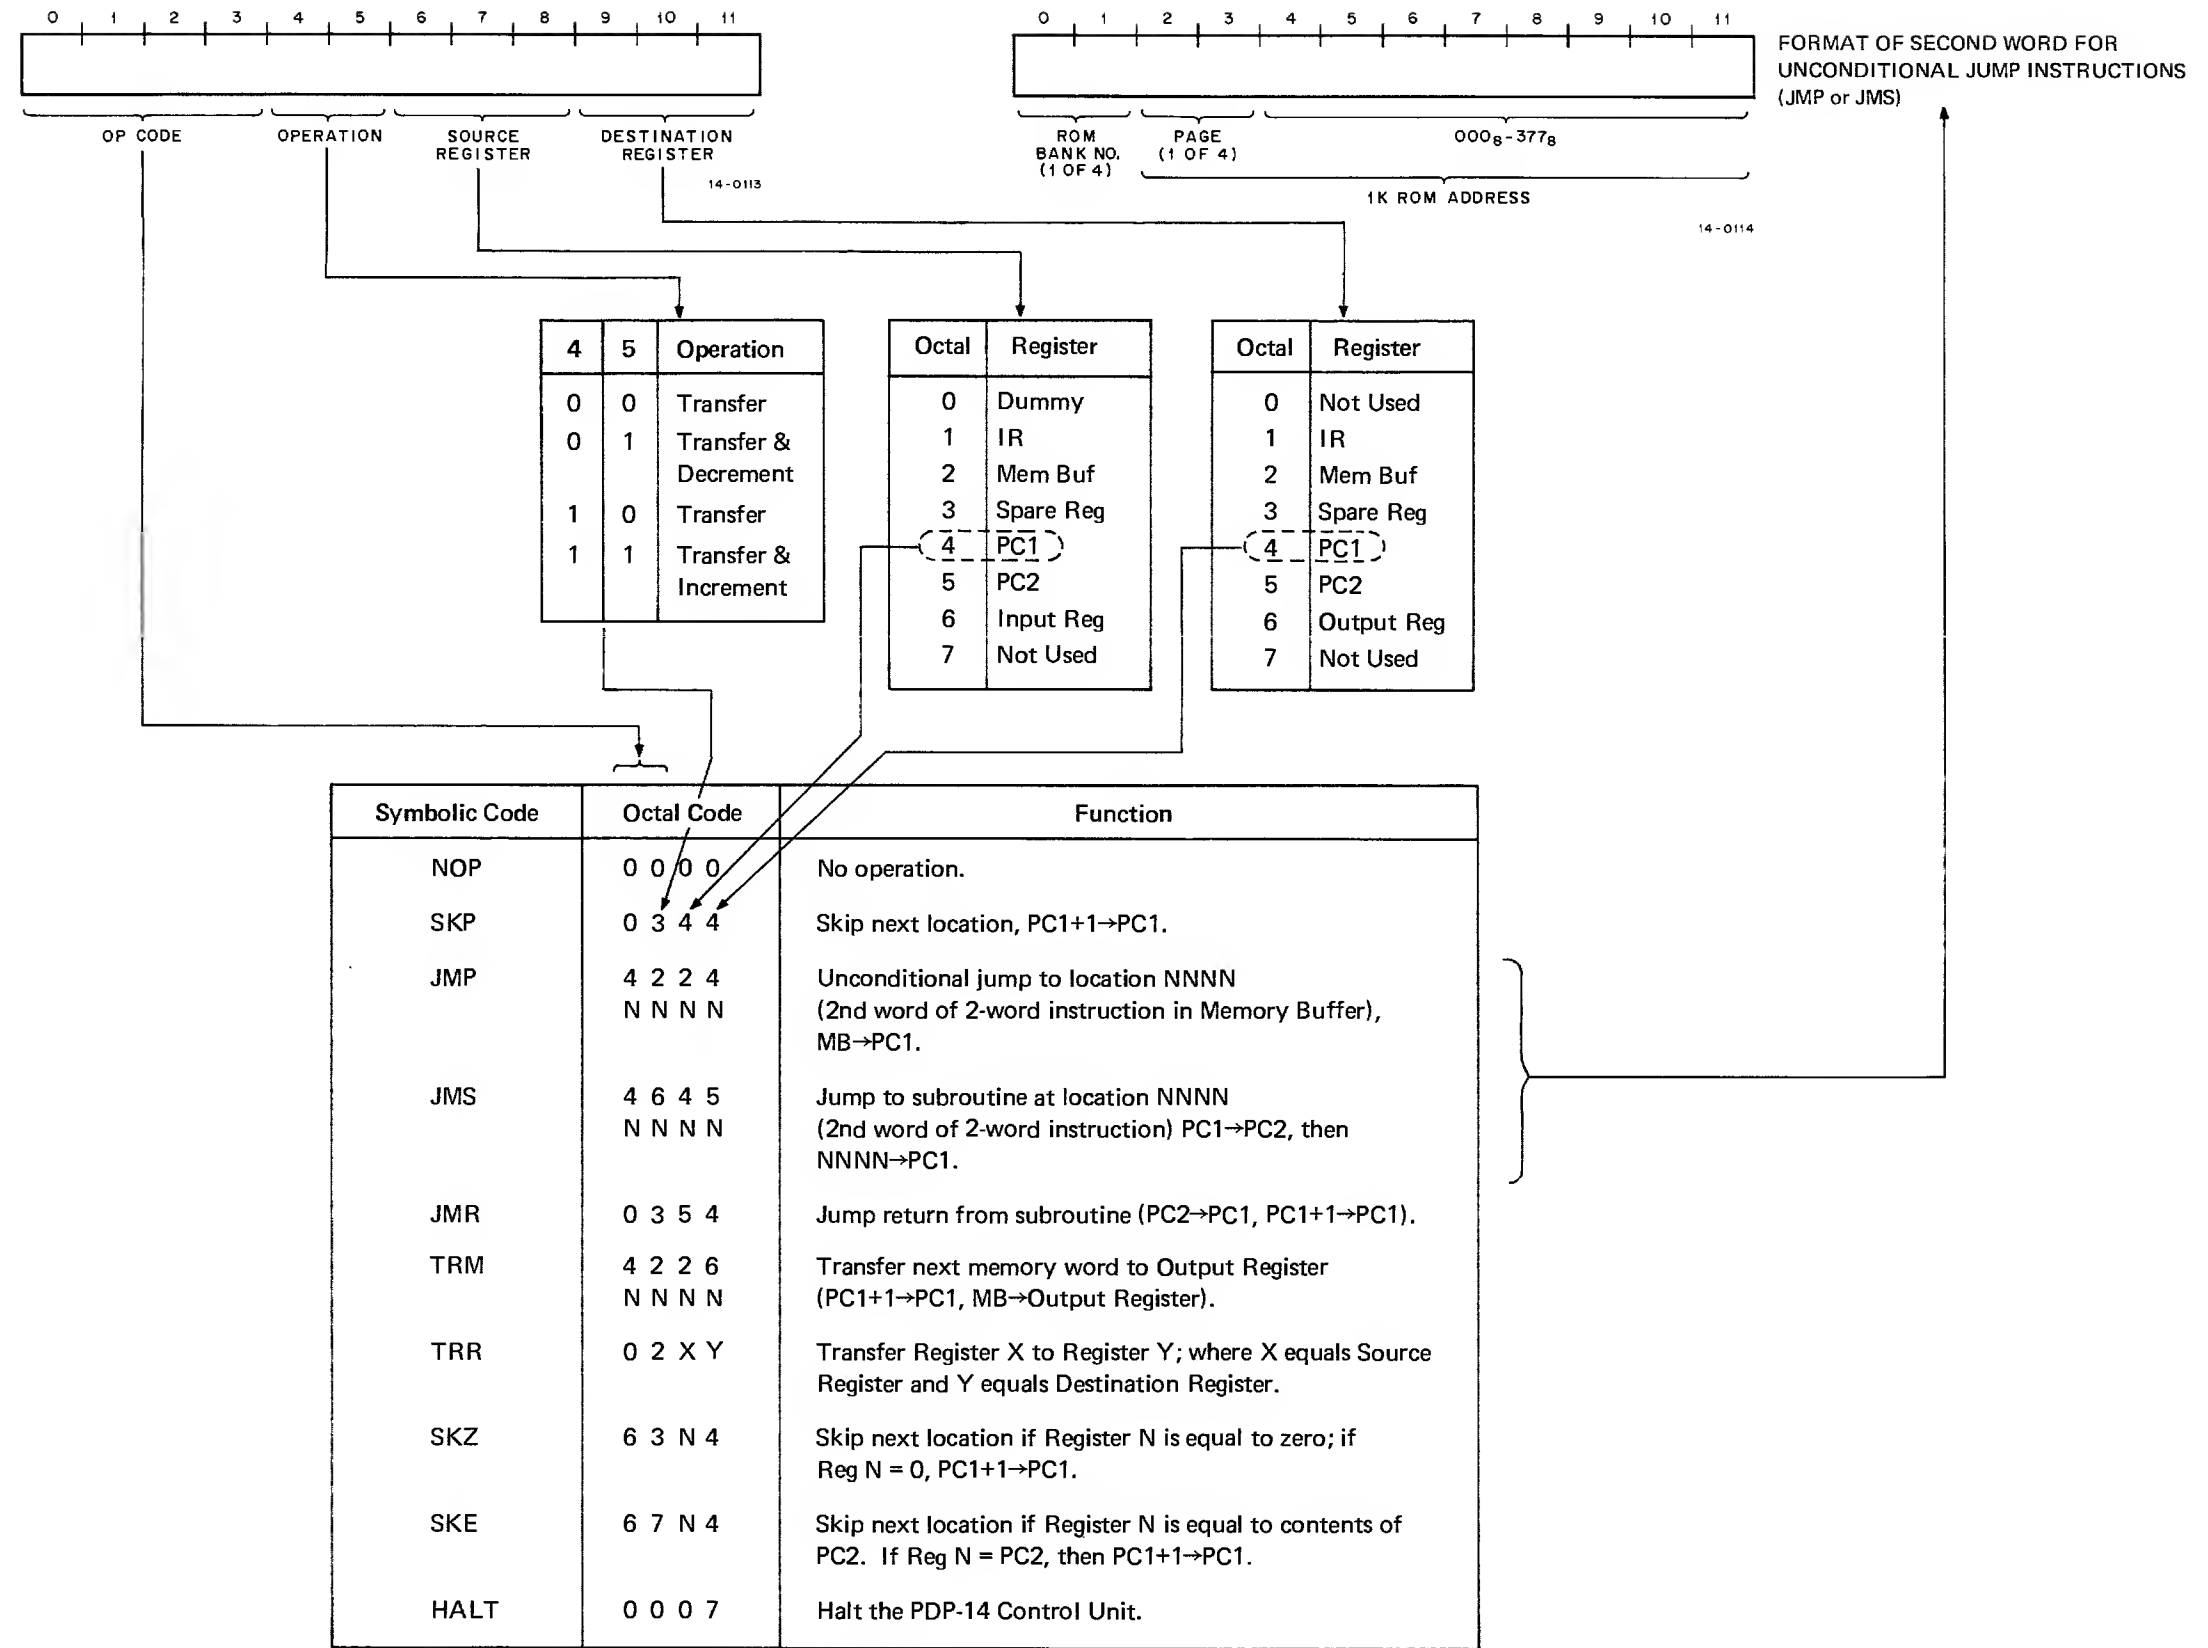 0 1 2 3 4 5 6 7 8 9 10 11
OP CODE
OPERATION
SOURCE
REGISTER
DESTINATION
REGISTER
14-0113
0 1 2 3 4 5 6 7 8 9 10 11
ROM
BANK NO.
(1 OF 4)
PAGE
(1 OF 4)
000₈-377₈
1K ROM ADDRESS
14-0114
FORMAT OF SECOND WORD FOR
UNCONDITIONAL JUMP INSTRUCTIONS
(JMP or JMS)
4 5 Operation
0 0 Transfer
0 1 Transfer &
Decrement
1 0 Transfer
1 1 Transfer &
Increment
Octal Register
0 Dummy
1 IR
2 Mem Buf
3 Spare Reg
4 PC1
5 PC2
6 Input Reg
7 Not Used
Octal Register
0 Not Used
1 IR
2 Mem Buf
3 Spare Reg
4 PC1
5 PC2
6 Output Reg
7 Not Used
Symbolic Code Octal Code Function
NOP 0 0 0 0 No operation.
SKP 0 3 4 4 Skip next location, PC1+1→PC1.
JMP 4 2 2 4 Unconditional jump to location NNNN
N N N N (2nd word of 2-word instruction in Memory Buffer),
MB→PC1.
JMS 4 6 4 5 Jump to subroutine at location NNNN
N N N N (2nd word of 2-word instruction) PC1→PC2, then
NNNN→PC1.
JMR 0 3 5 4 Jump return from subroutine (PC2→PC1, PC1+1→PC1).
TRM 4 2 2 6 Transfer next memory word to Output Register
N N N N (PC1+1→PC1, MB→Output Register).
TRR 0 2 X Y Transfer Register X to Register Y; where X equals Source
Register and Y equals Destination Register.
SKZ 6 3 N 4 Skip next location if Register N is equal to zero; if
Reg N = 0, PC1+1→PC1.
SKE 6 7 N 4 Skip next location if Register N is equal to contents of
PC2. If Reg N = PC2, then PC1+1→PC1.
HALT 0 0 0 7 Halt the PDP-14 Control Unit.